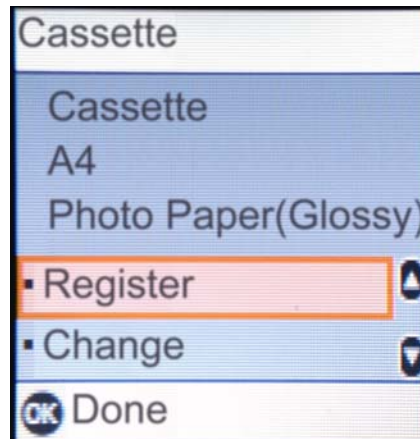 Cassette
Cassette
A4
Photo Paper(Glossy)
Register
Change
OK Done